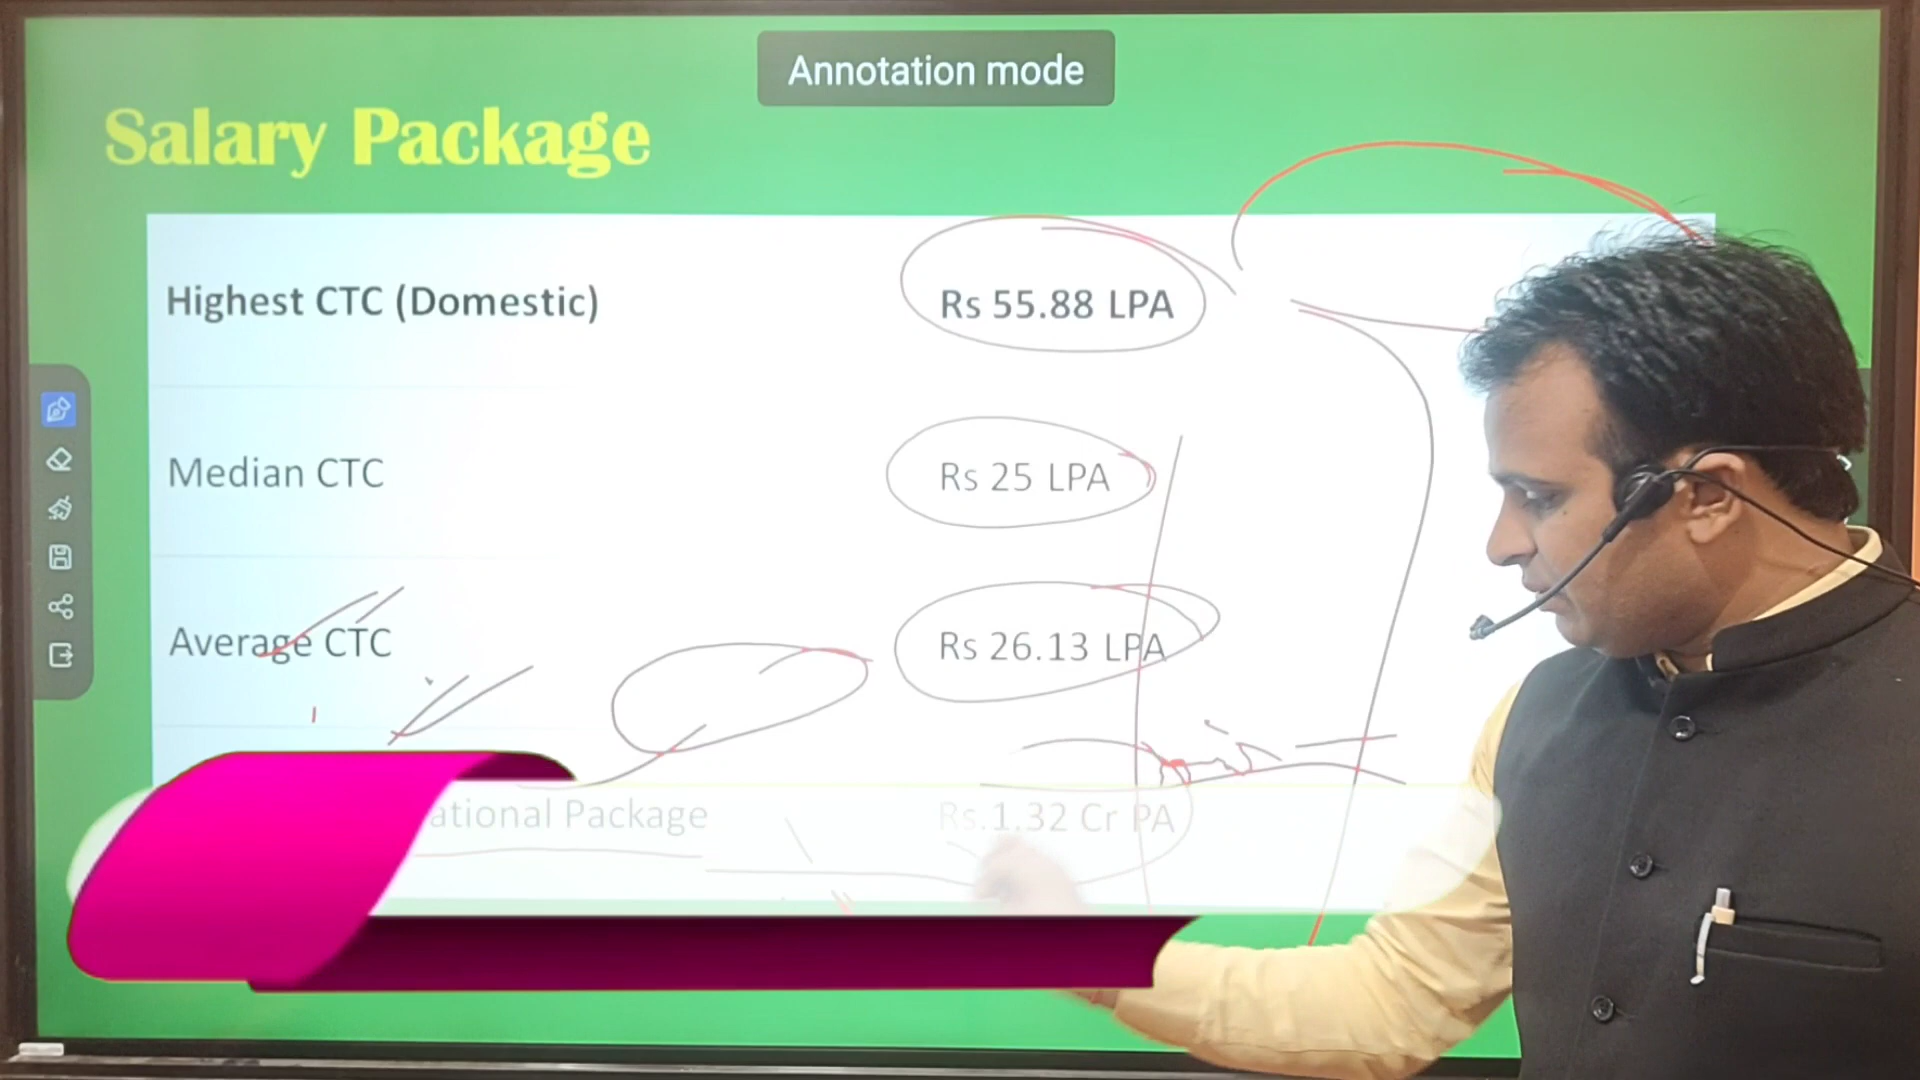 Annotation mode
Salary Package
Highest CTC (Domestic) Rs 55.88 LPA
Median CTC Rs 25 LPA
Average CTC Rs 26.13 LPA
ational Package Rs.1.32 Cr PA